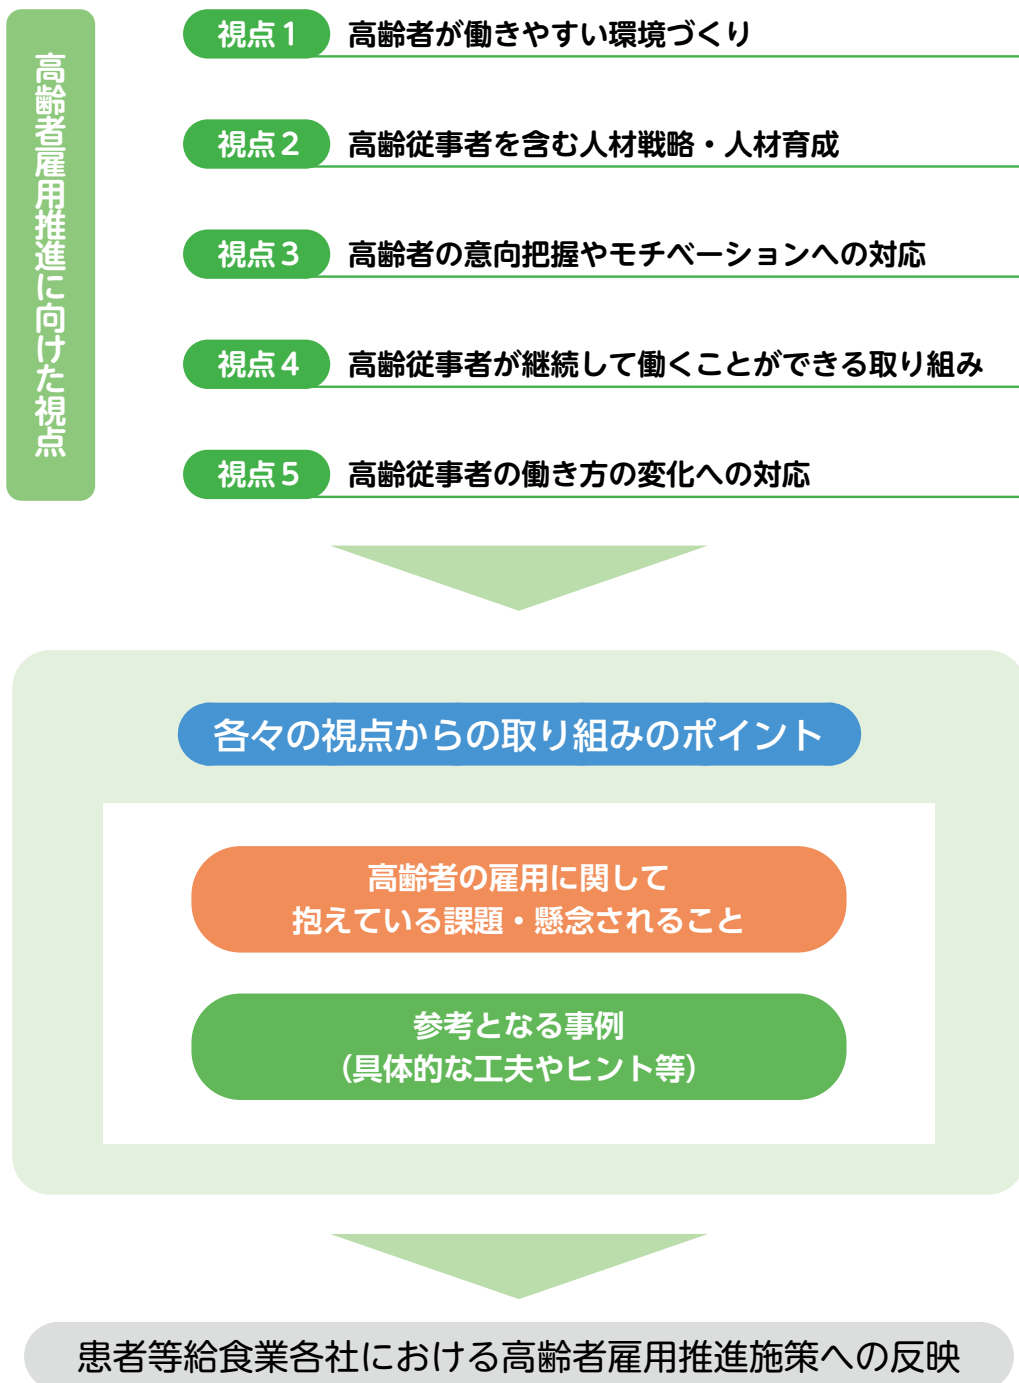 高齢者雇用推進に向けた視点
視点1 高齢者が働きやすい環境づくり
視点2 高齢従事者を含む人材戦略・人材育成
視点3 高齢者の意向把握やモチベーションへの対応
視点4 高齢従事者が継続して働くことができる取り組み
視点5 高齢従事者の働き方の変化への対応
各々の視点からの取り組みのポイント
高齢者の雇用に関して
抱えている課題・懸念されること
参考となる事例
（具体的な工夫やヒント等）
患者等給食業各社における高齢者雇用推進施策への反映